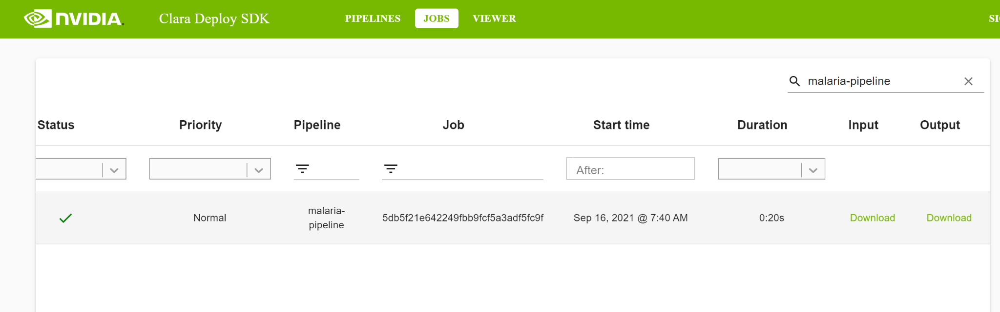 NVIDIA. Clara Deploy SDK PIPELINES JOBS VIEWER
malaria-pipeline
Status Priority Pipeline Job Start time Duration Input Output
After:
Normal malaria-pipeline 5db5f21e642249fbb9fcf5a3adf5fc9f Sep 16, 2021 @ 7:40 AM 0:20s Download Download